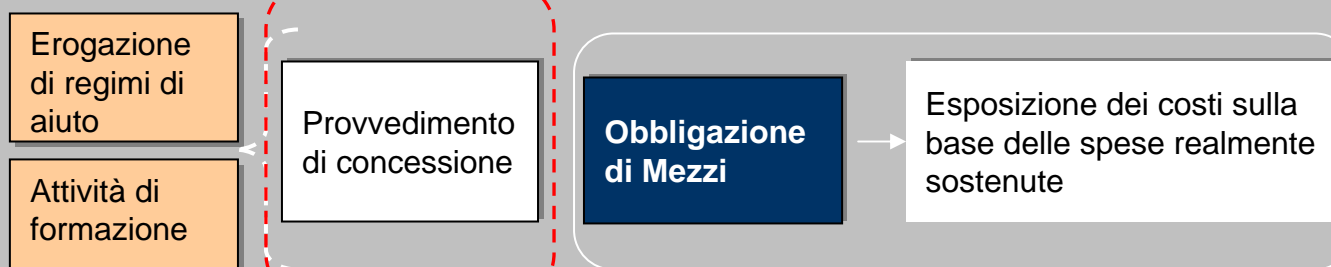 Erogazione
di regimi di
aiuto
Attività di
formazione
Provvedimento
di concessione
Obbligazione
di Mezzi
Esposizione dei costi sulla
base delle spese realmente
sostenute